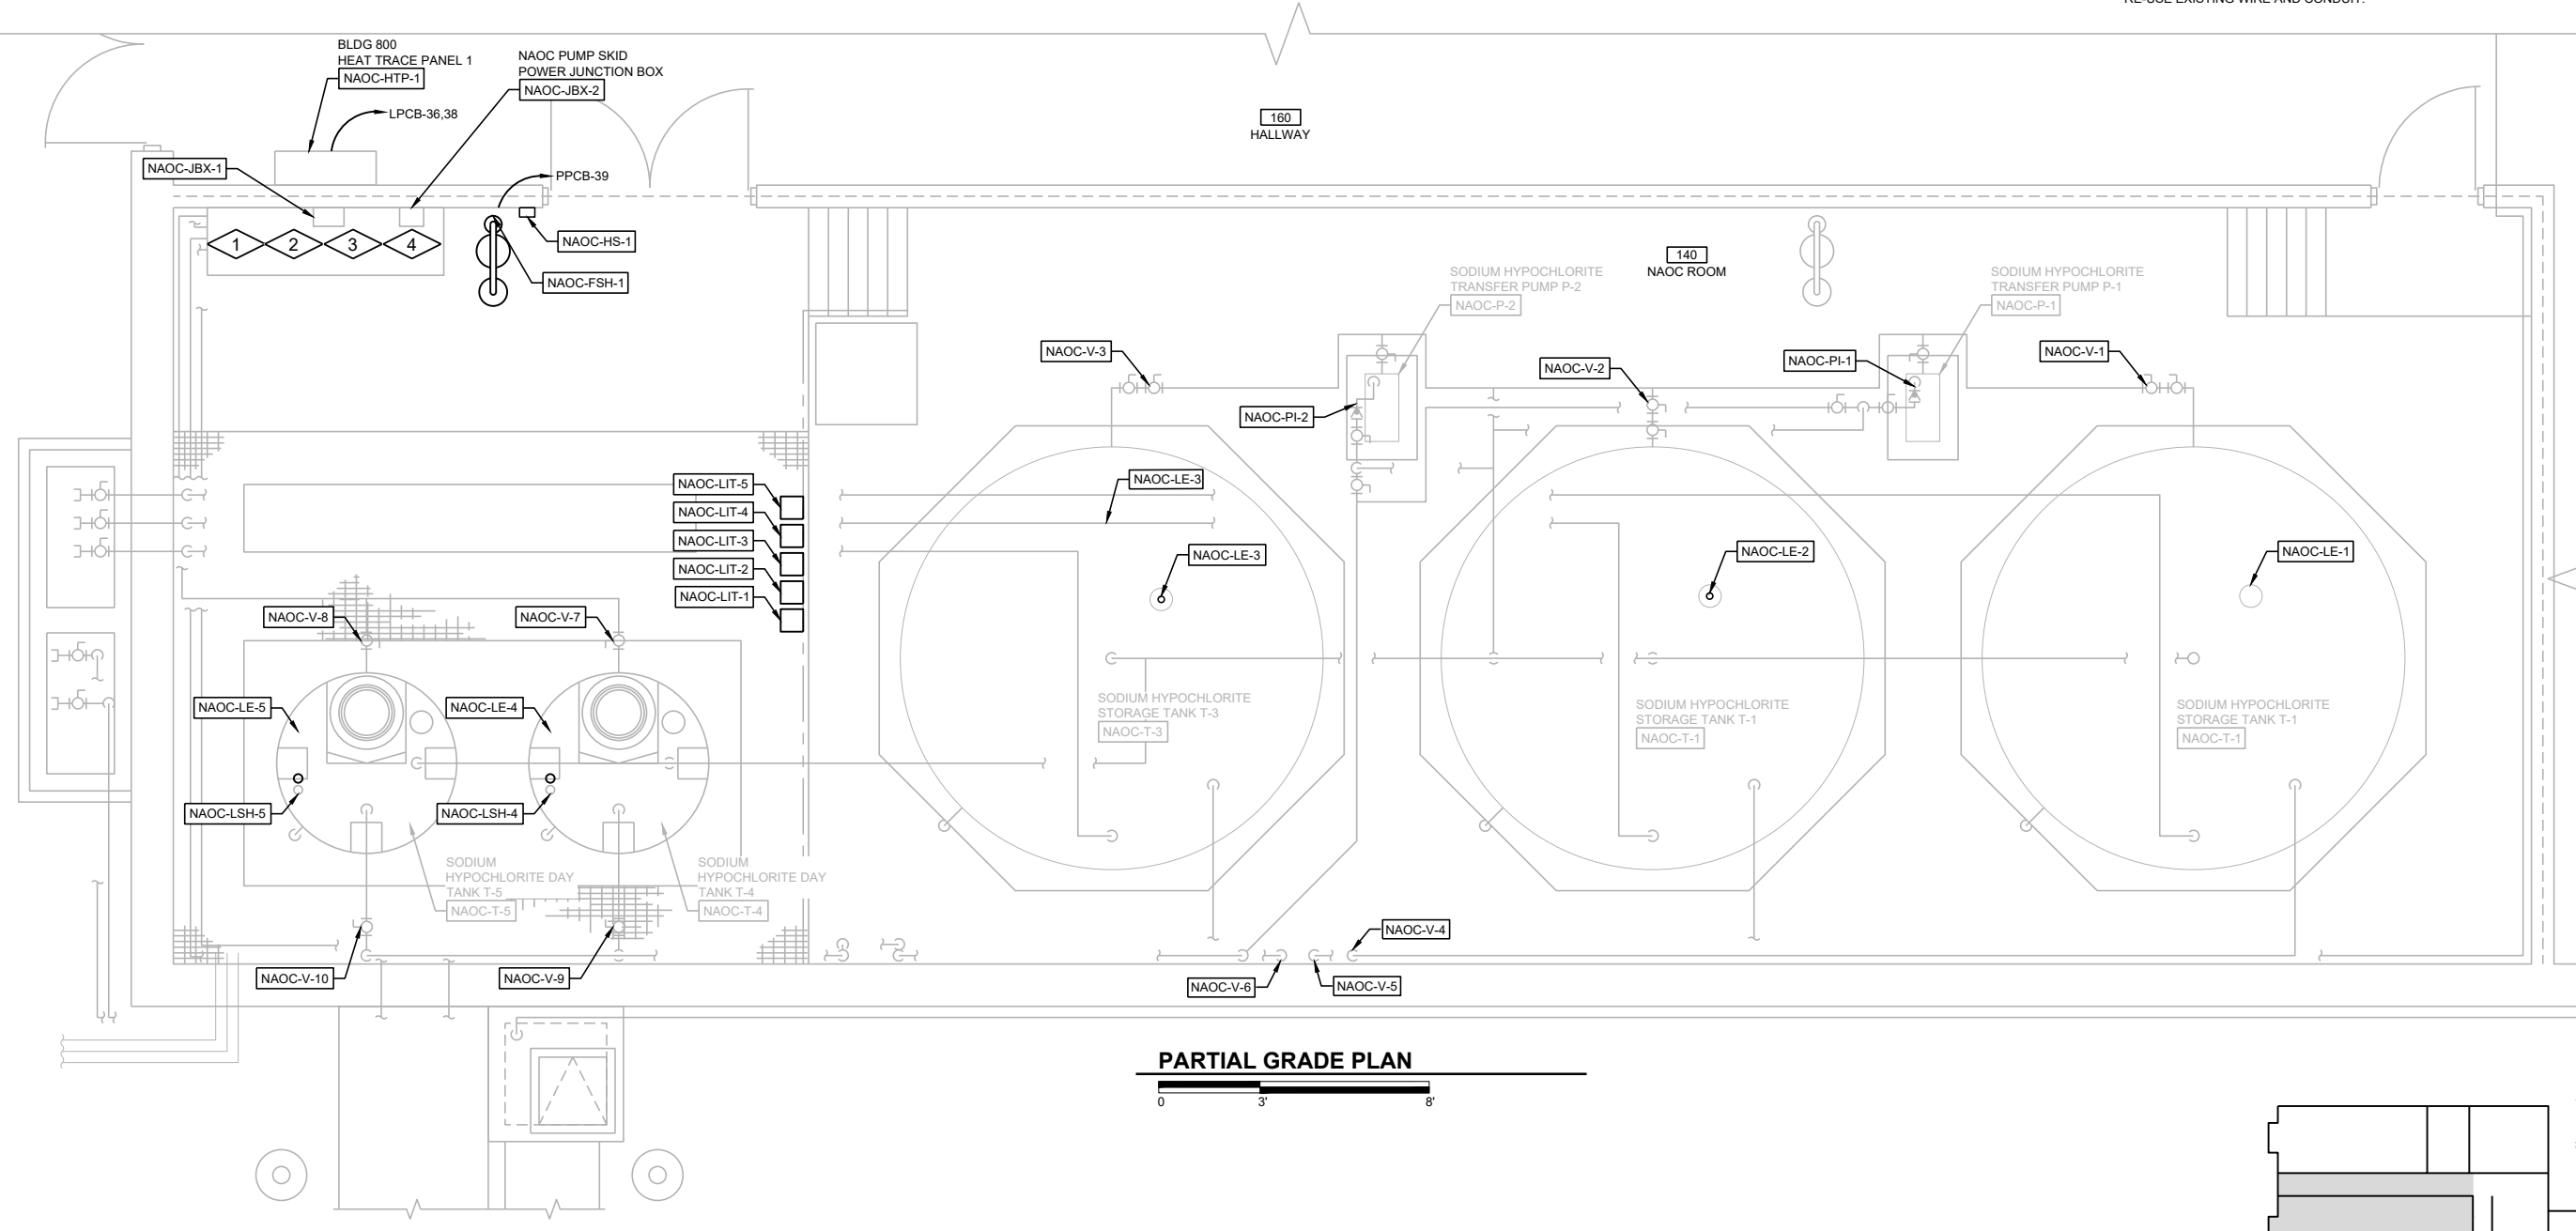 RE-USE EXISTING WIRE AND CONDUIT.
BLDG 800
HEAT TRACE PANEL 1
NAOC-HTP-1
LPCB-36,38
NAOC PUMP SKID
POWER JUNCTION BOX
NAOC-JBX-2
160
HALLWAY
NAOC-JBX-1
PPCB-39
1
2
3
4
NAOC-HS-1
NAOC-FSH-1
140
NAOC ROOM
SODIUM HYPOCHLORITE
TRANSFER PUMP P-2
NAOC-P-2
SODIUM HYPOCHLORITE
TRANSFER PUMP P-1
NAOC-P-1
NAOC-V-3
NAOC-V-2
NAOC-PI-1
NAOC-V-1
NAOC-PI-2
NAOC-LIT-5
NAOC-LIT-4
NAOC-LIT-3
NAOC-LIT-2
NAOC-LIT-1
NAOC-LE-3
NAOC-LE-3
NAOC-LE-2
NAOC-LE-1
NAOC-V-8
NAOC-V-7
NAOC-LE-5
NAOC-LE-4
SODIUM HYPOCHLORITE
STORAGE TANK T-3
NAOC-T-3
SODIUM HYPOCHLORITE
STORAGE TANK T-1
NAOC-T-1
SODIUM HYPOCHLORITE
STORAGE TANK T-1
NAOC-T-1
NAOC-LSH-5
NAOC-LSH-4
SODIUM
HYPOCHLORITE DAY
TANK T-5
NAOC-T-5
SODIUM
HYPOCHLORITE DAY
TANK T-4
NAOC-T-4
NAOC-V-4
NAOC-V-10
NAOC-V-9
NAOC-V-6
NAOC-V-5
PARTIAL GRADE PLAN
0 3' 8'